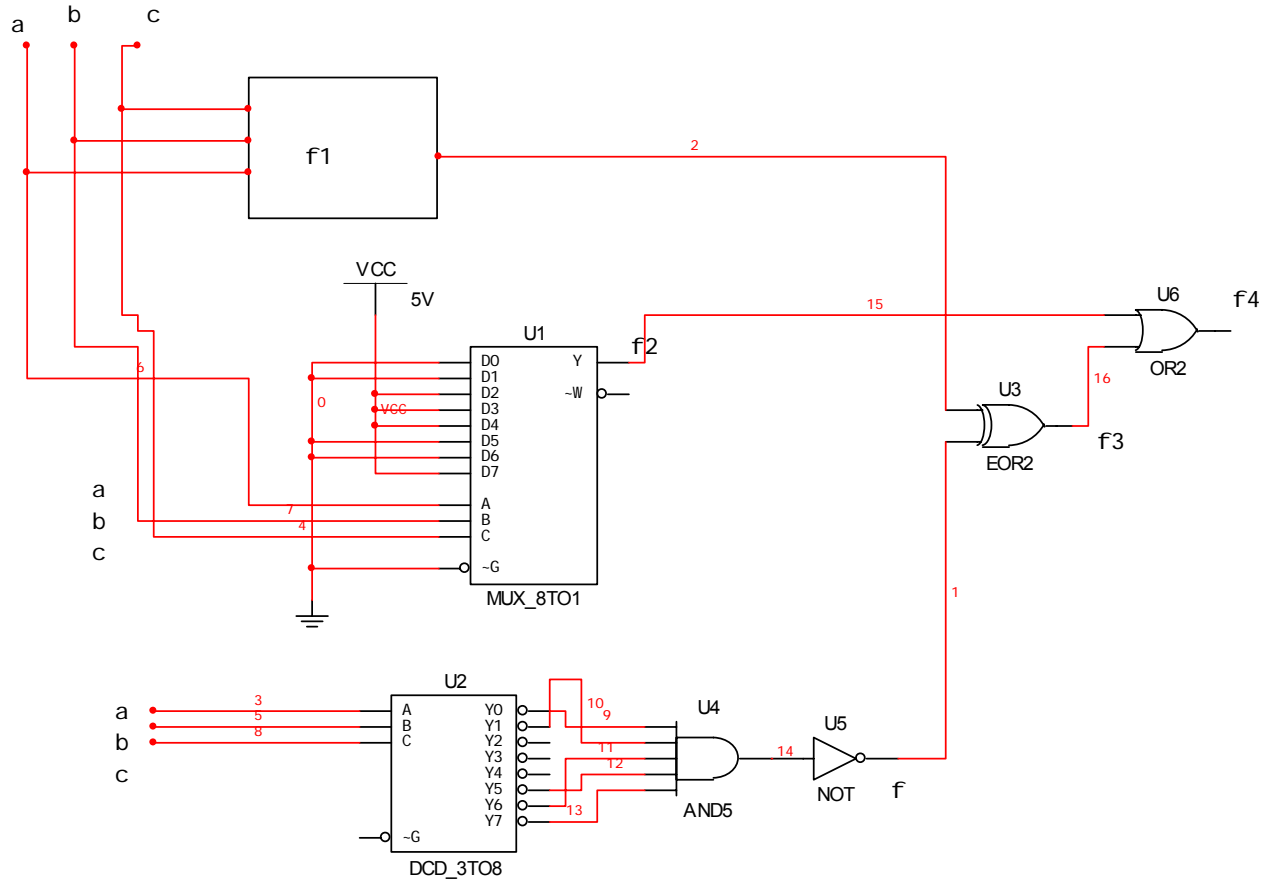 a
b
c
f1
2
VCC
5V
U1
D0
D1
D2
D3
D4
D5
D6
D7
A
B
C
~G
Y
~W
MUX_8TO1
f2
15
6
0
VCC
7
4
a
b
c
U6
OR2
f4
16
U3
EOR2
f3
1
a
b
c
3
5
8
U2
A
B
C
~G
Y0
Y1
Y2
Y3
Y4
Y5
Y6
Y7
DCD_3TO8
10
9
11
12
13
U4
AND5
14
U5
NOT
f